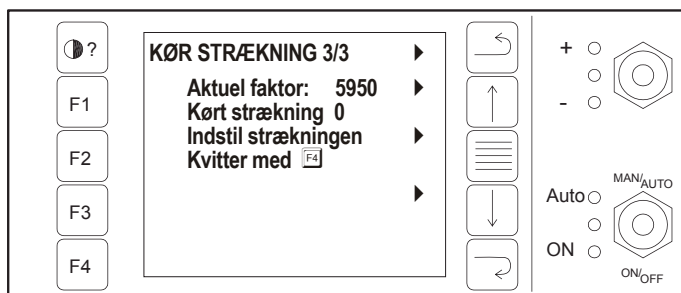 ?
F1
F2
F3
F4
KØR STRÆKNING 3/3
Aktuel faktor: 5950
Kørt strækning 0
Indstil strækningen
Kvitter med F4
+
-
MAN/AUTO
Auto
ON
ON/OFF